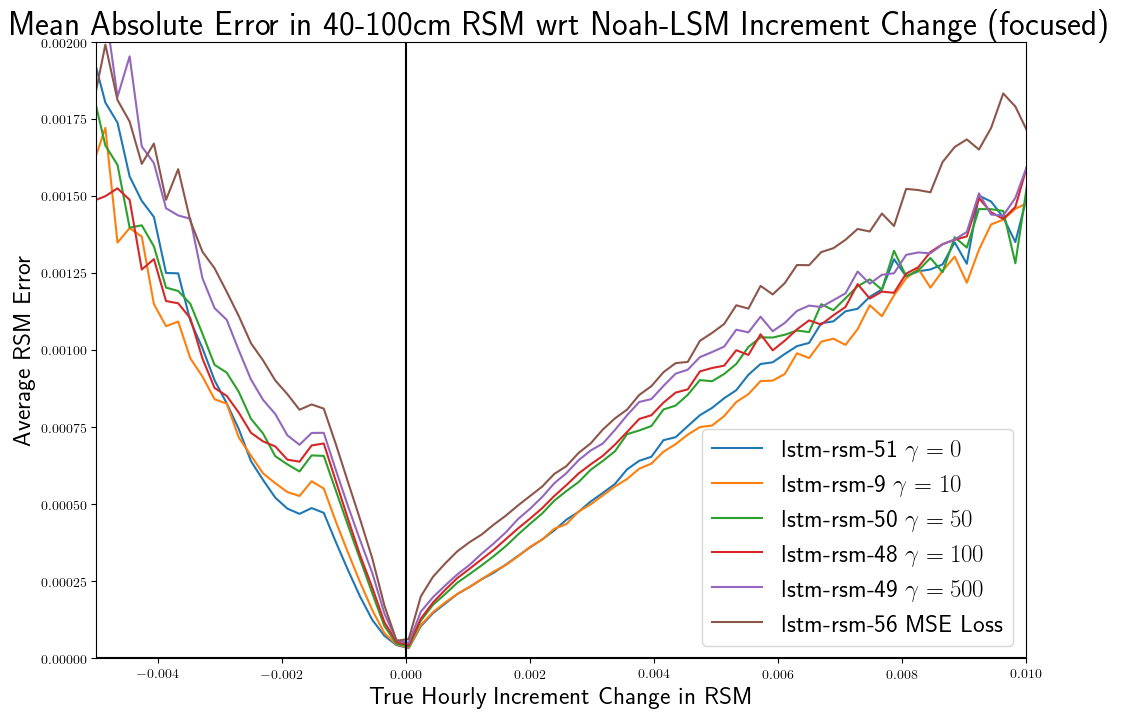 Mean Absolute Error in 40-100cm RSM wrt Noah-LSM Increment Change (focused)
Average RSM Error
0.00200
0.00175
0.00150
0.00125
0.00100
0.00075
0.00050
0.00025
0.00000
−0.004 −0.002 0.000 0.002 0.004 0.006 0.008 0.010
True Hourly Increment Change in RSM
lstm-rsm-51 γ = 0
lstm-rsm-9 γ = 10
lstm-rsm-50 γ = 50
lstm-rsm-48 γ = 100
lstm-rsm-49 γ = 500
lstm-rsm-56 MSE Loss